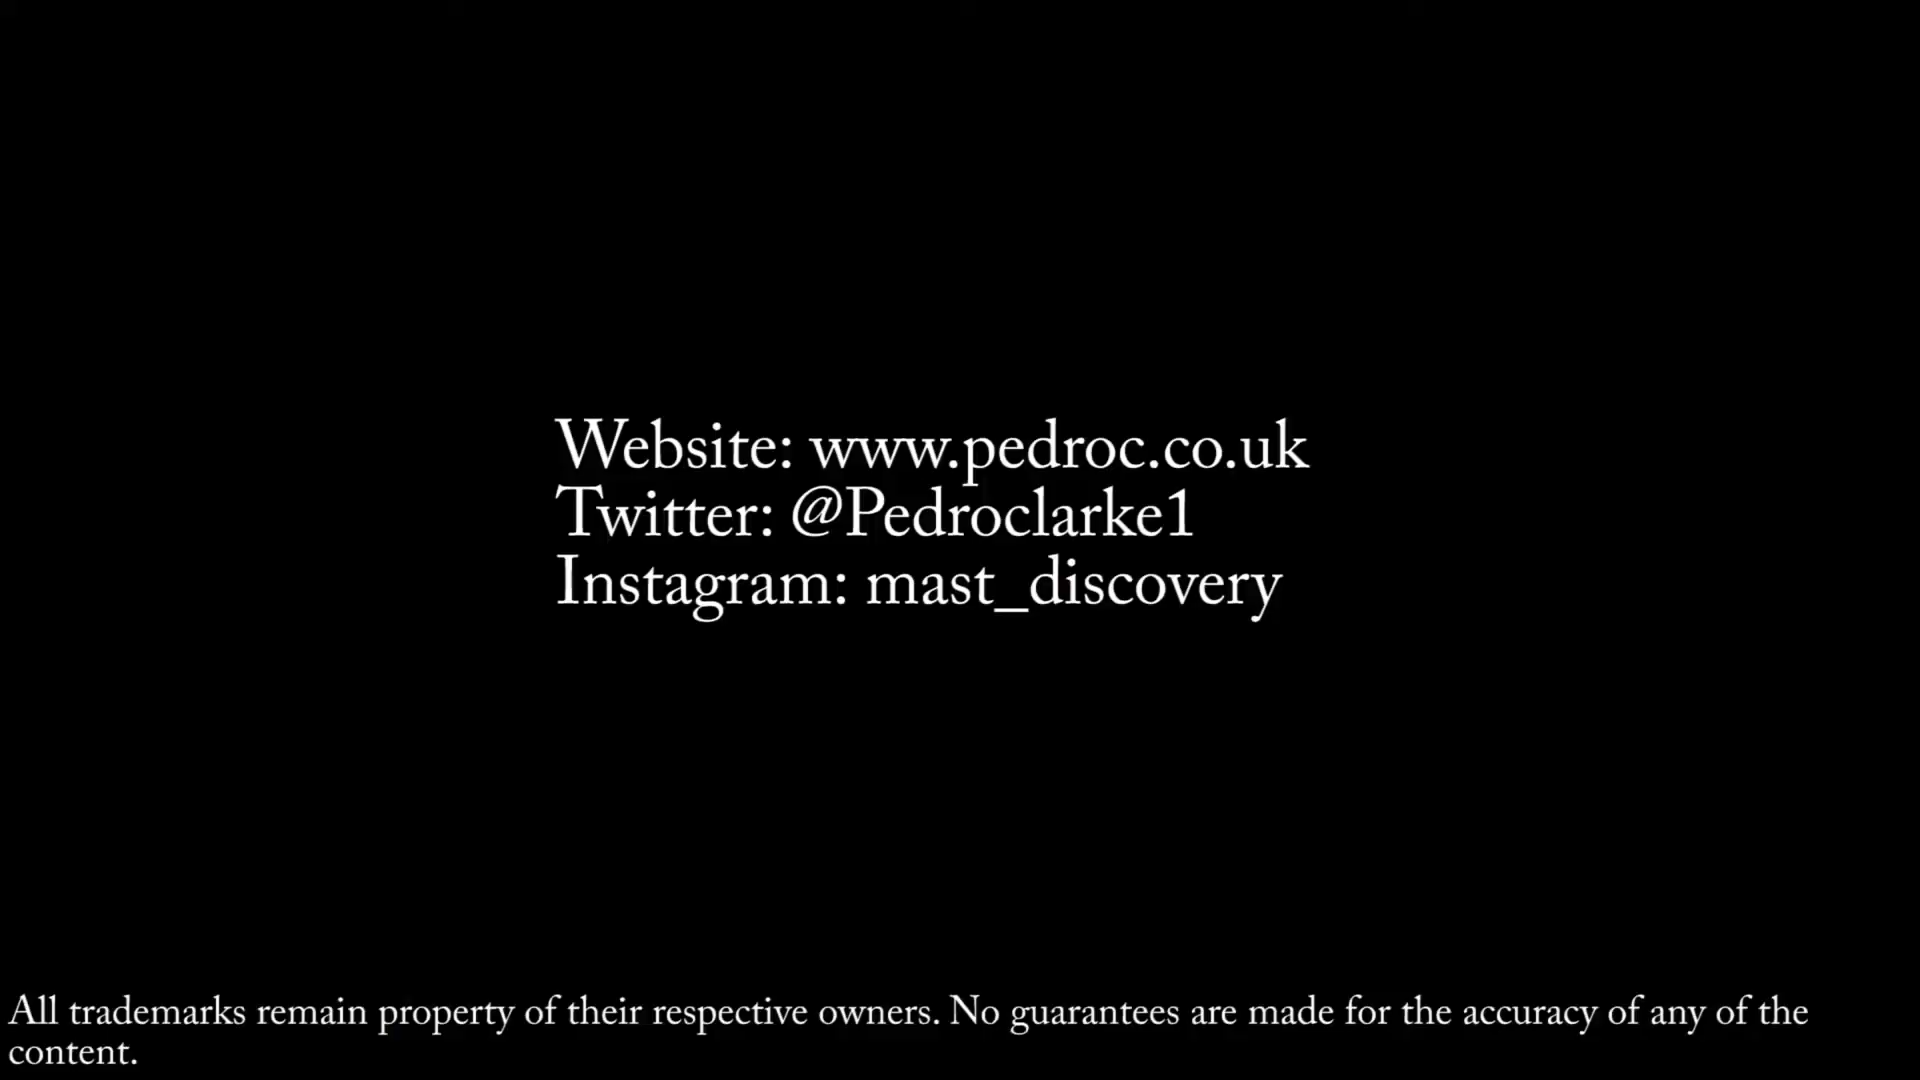 Website: www.pedroc.co.uk
Twitter: @Pedroclarke1
Instagram: mast_discovery
All trademarks remain property of their respective owners. No guarantees are made for the accuracy of any of the
content.